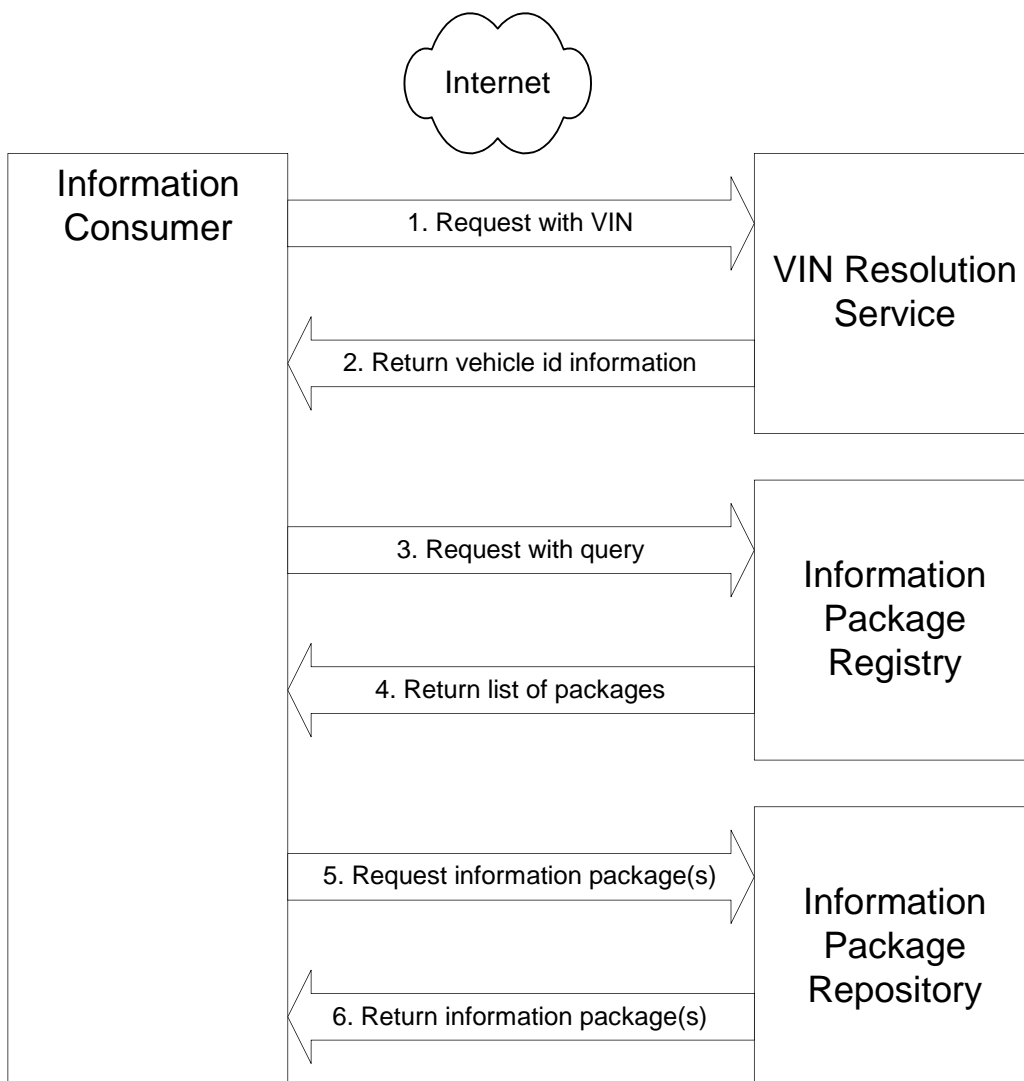 Internet
Information
Consumer
1. Request with VIN
VIN Resolution
Service
2. Return vehicle id information
3. Request with query
Information
Package
Registry
4. Return list of packages
5. Request information package(s)
Information
Package
Repository
6. Return information package(s)